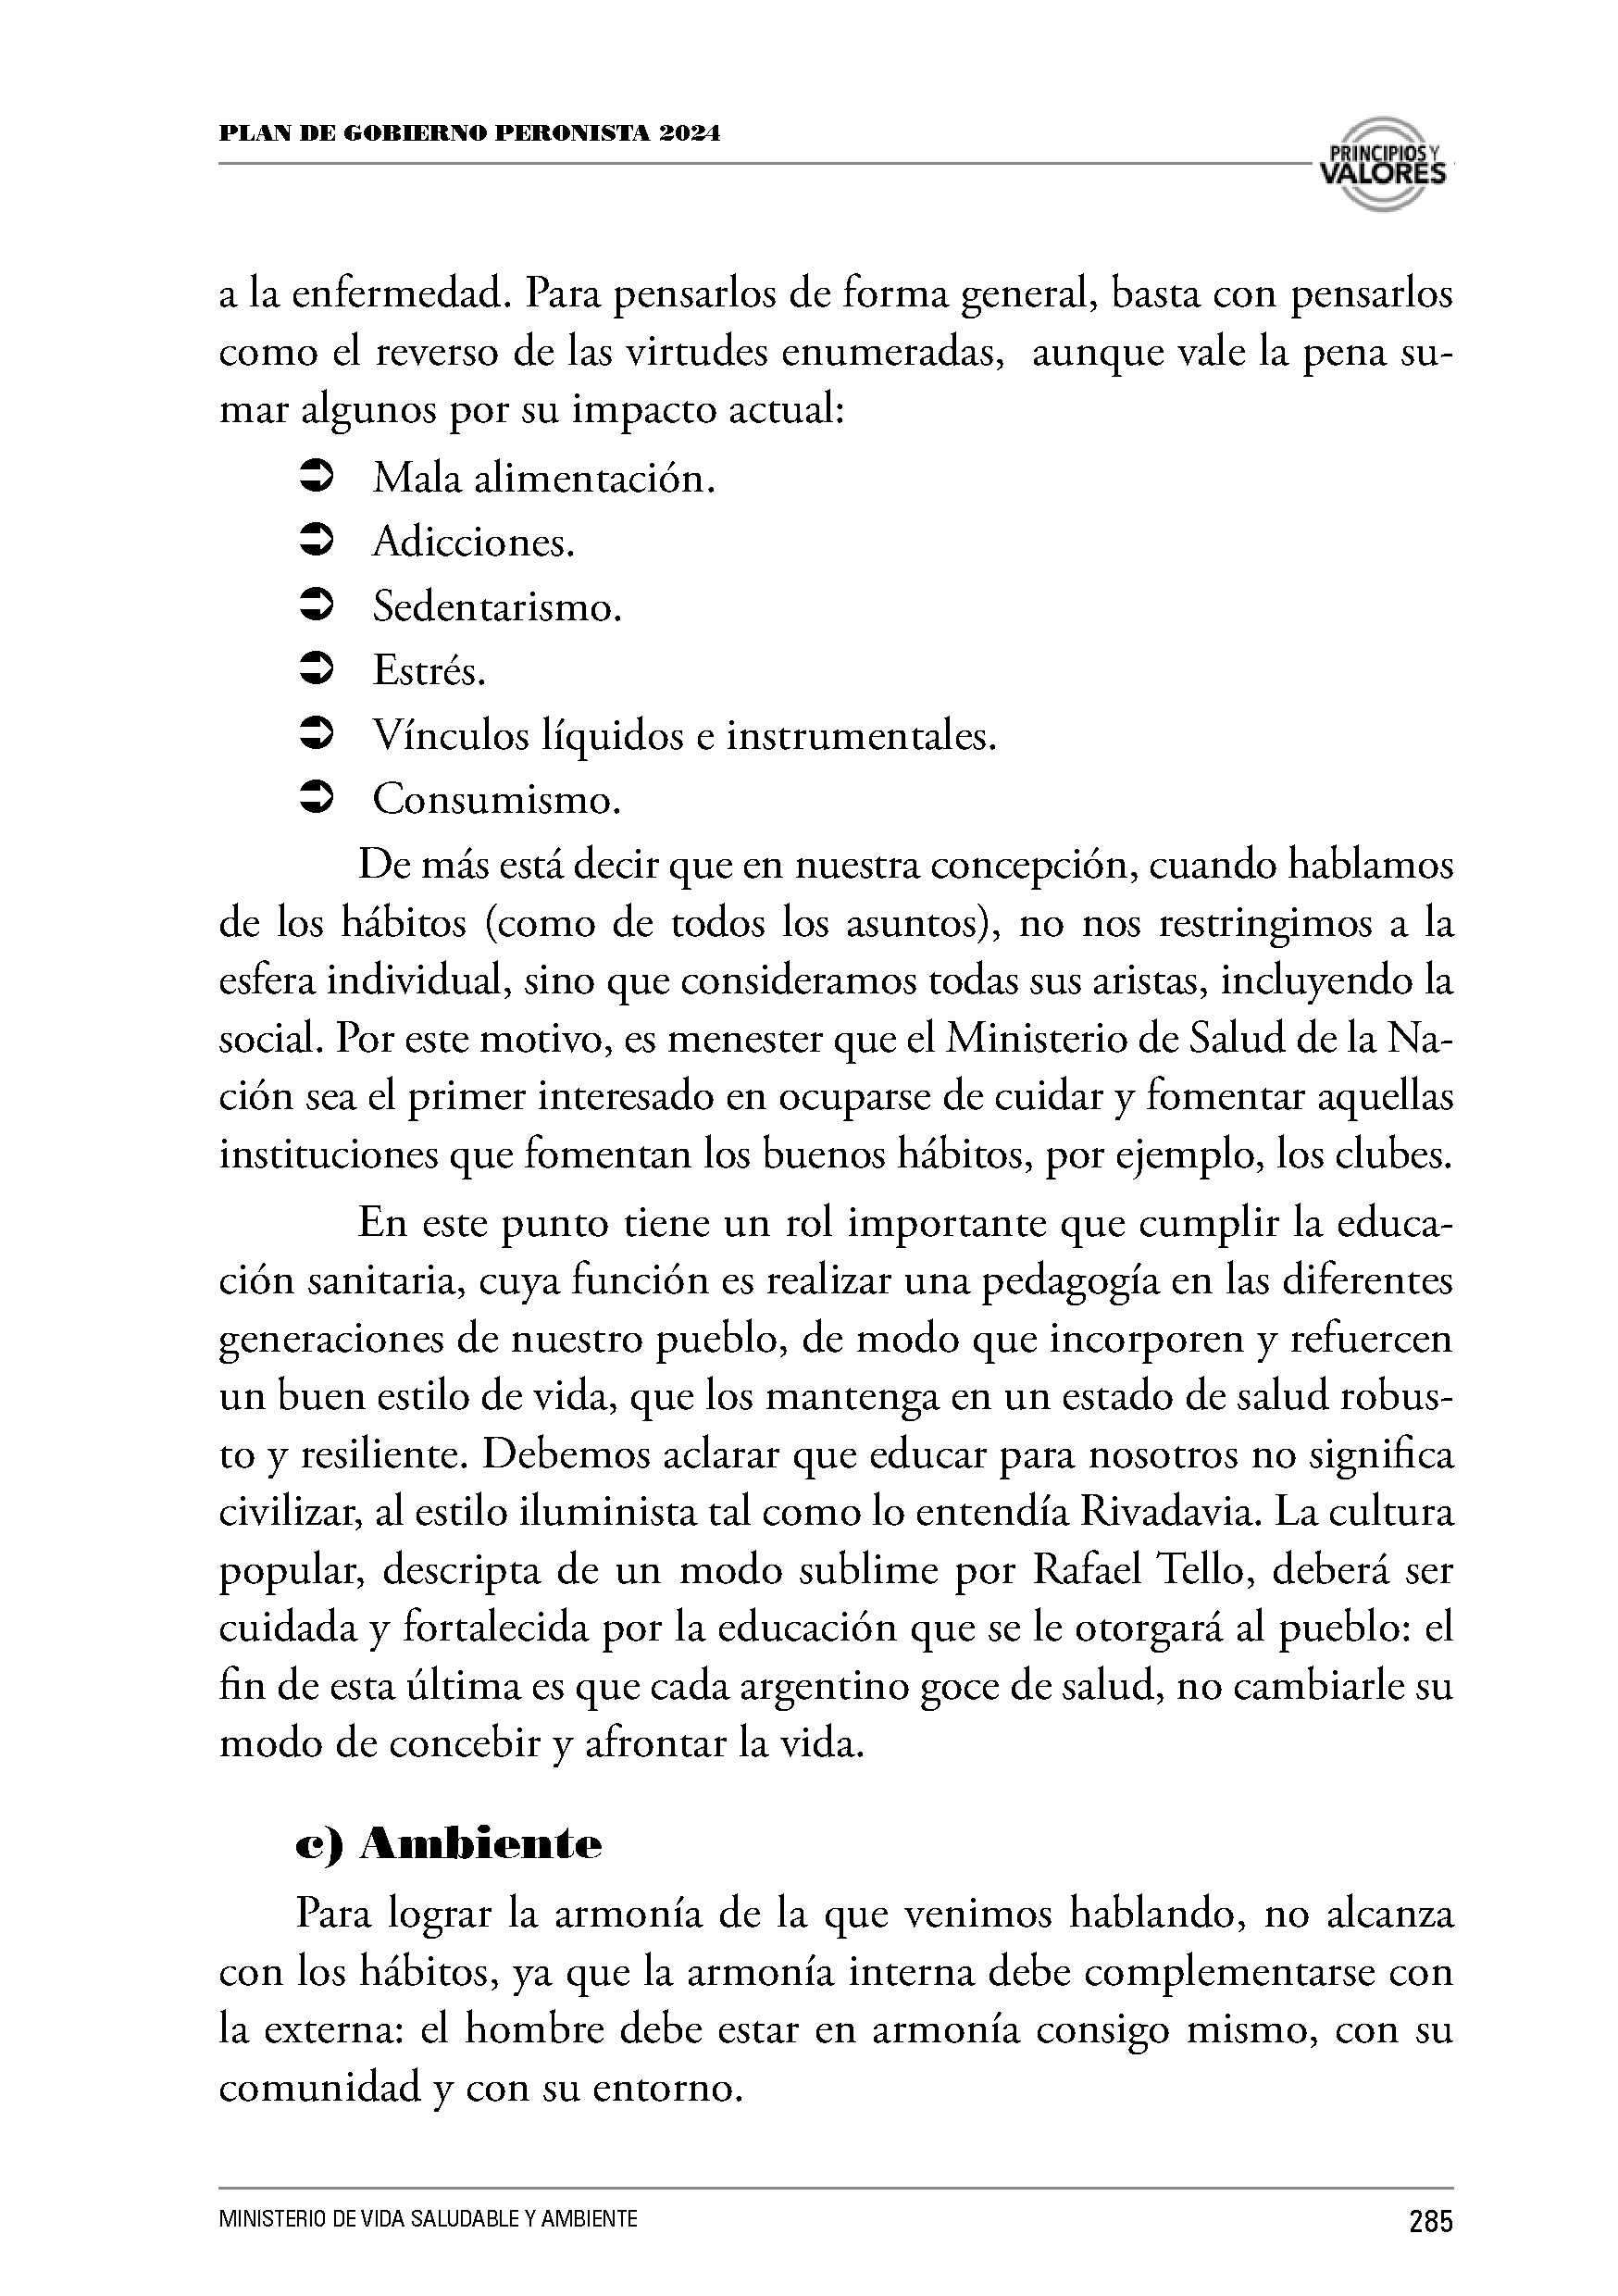 PLAN DE GOBIERNO PERONISTA 2024
PRINCIPIOS Y
VALORES
a la enfermedad. Para pensarlos de forma general, basta con pensarlos
como el reverso de las virtudes enumeradas, aunque vale la pena su-
mar algunos por su impacto actual:
➲ Mala alimentación.
➲ Adicciones.
➲ Sedentarismo.
➲ Estrés.
➲ Vínculos líquidos e instrumentales.
➲ Consumismo.
De más está decir que en nuestra concepción, cuando hablamos
de los hábitos (como de todos los asuntos), no nos restringimos a la
esfera individual, sino que consideramos todas sus aristas, incluyendo la
social. Por este motivo, es menester que el Ministerio de Salud de la Na-
ción sea el primer interesado en ocuparse de cuidar y fomentar aquellas
instituciones que fomentan los buenos hábitos, por ejemplo, los clubes.
En este punto tiene un rol importante que cumplir la educa-
ción sanitaria, cuya función es realizar una pedagogía en las diferentes
generaciones de nuestro pueblo, de modo que incorporen y refuercen
un buen estilo de vida, que los mantenga en un estado de salud robus-
to y resiliente. Debemos aclarar que educar para nosotros no significa
civilizar, al estilo iluminista tal como lo entendía Rivadavia. La cultura
popular, descripta de un modo sublime por Rafael Tello, deberá ser
cuidada y fortalecida por la educación que se le otorgará al pueblo: el
fin de esta última es que cada argentino goce de salud, no cambiarle su
modo de concebir y afrontar la vida.
c) Ambiente
Para lograr la armonía de la que venimos hablando, no alcanza
con los hábitos, ya que la armonía interna debe complementarse con
la externa: el hombre debe estar en armonía consigo mismo, con su
comunidad y con su entorno.
MINISTERIO DE VIDA SALUDABLE Y AMBIENTE
285